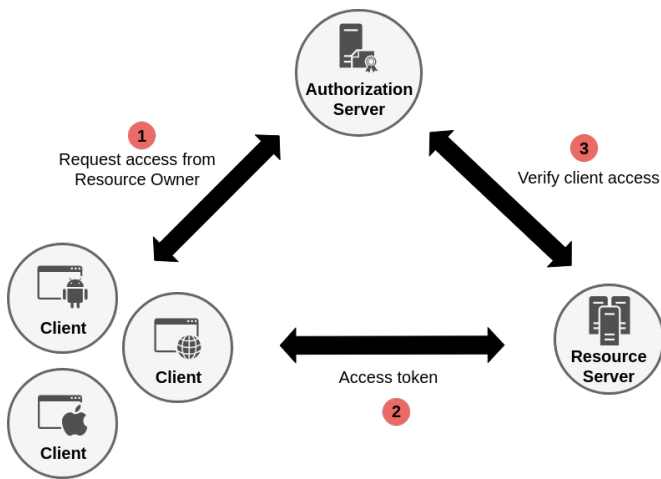 Authorization
Server
1
Request access from
Resource Owner
3
Verify client access
Client
Client
Client
Access token
2
Resource
Server